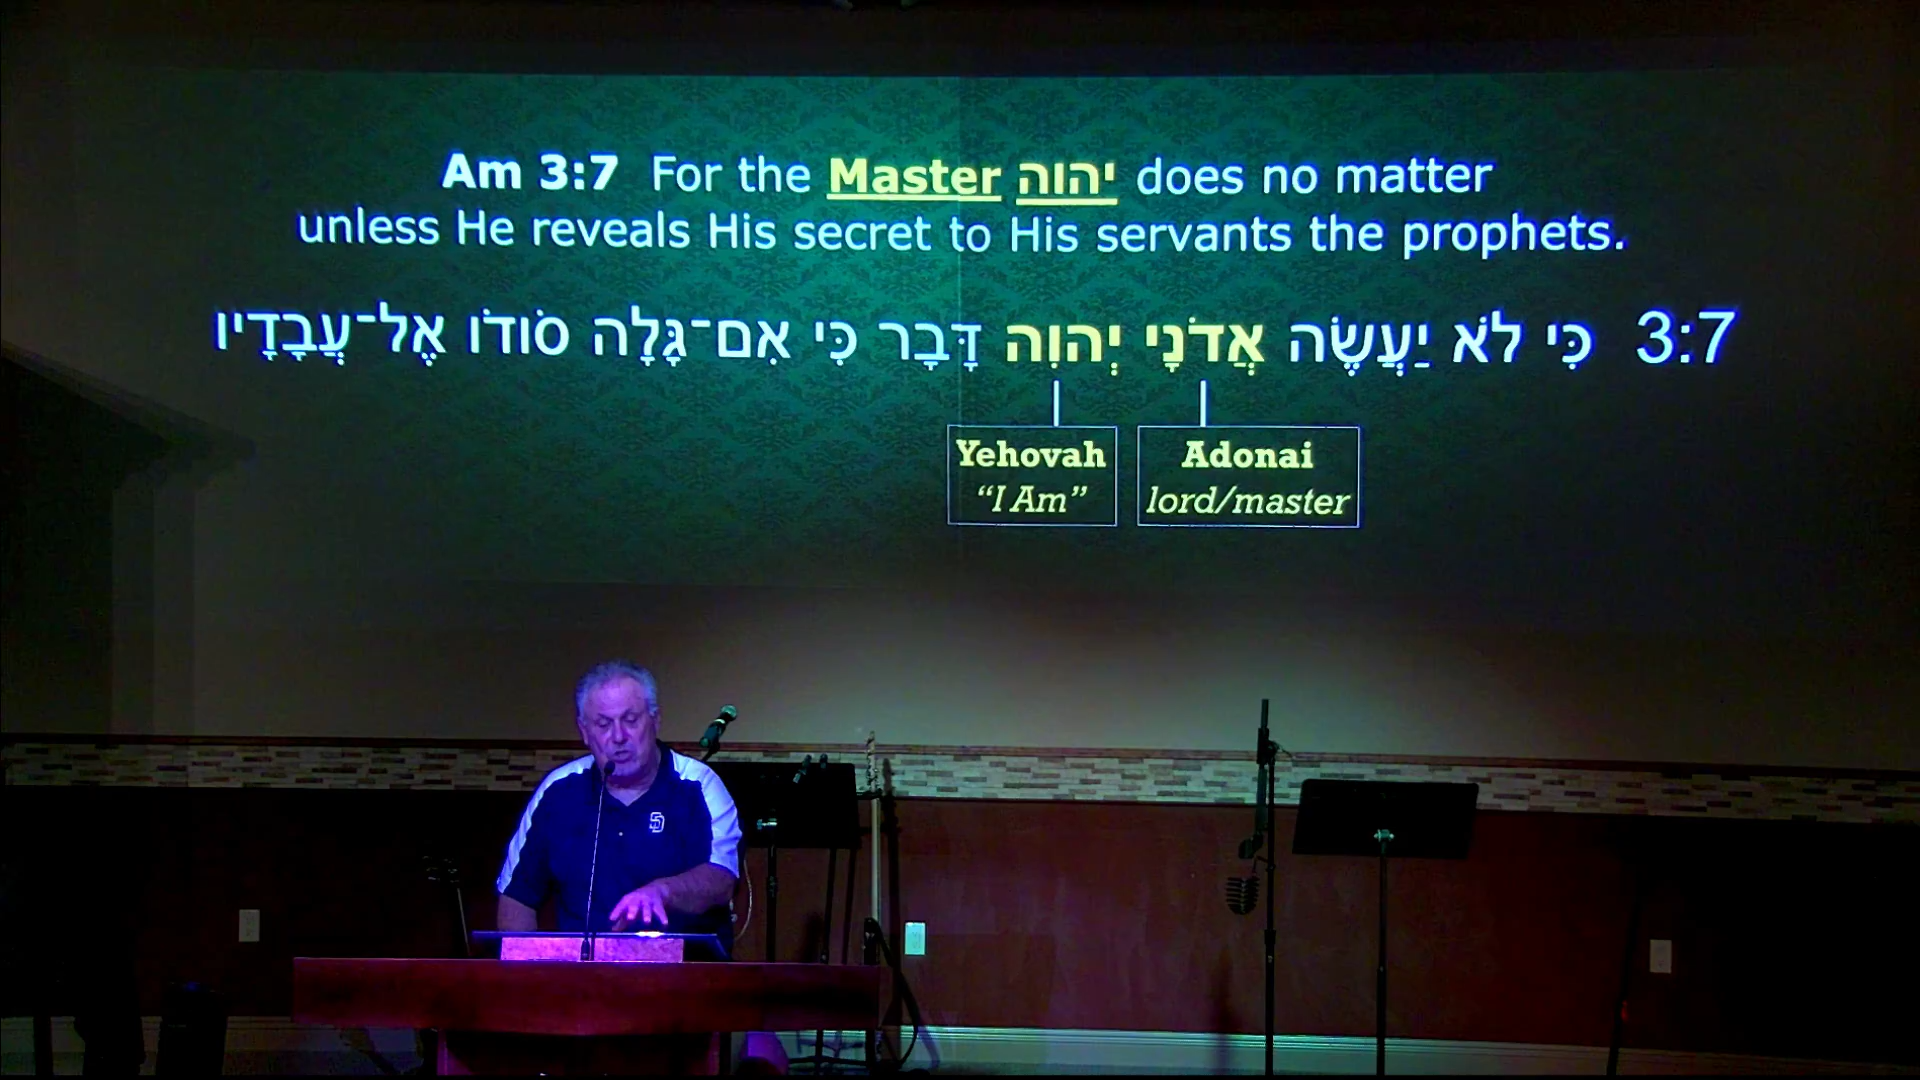 Am 3:7 For the Master יהוה does no matter
unless He reveals His secret to His servants the prophets.
3:7 כִּי לֹא יַעֲשֶׂה אֲדֹנָי יְהוִה דָּבָר כִּי אִם־גָּלָה סוֹדוֹ אֶל־עֲבָדָיו
Yehovah
“I Am”
Adonai
lord/master
SD